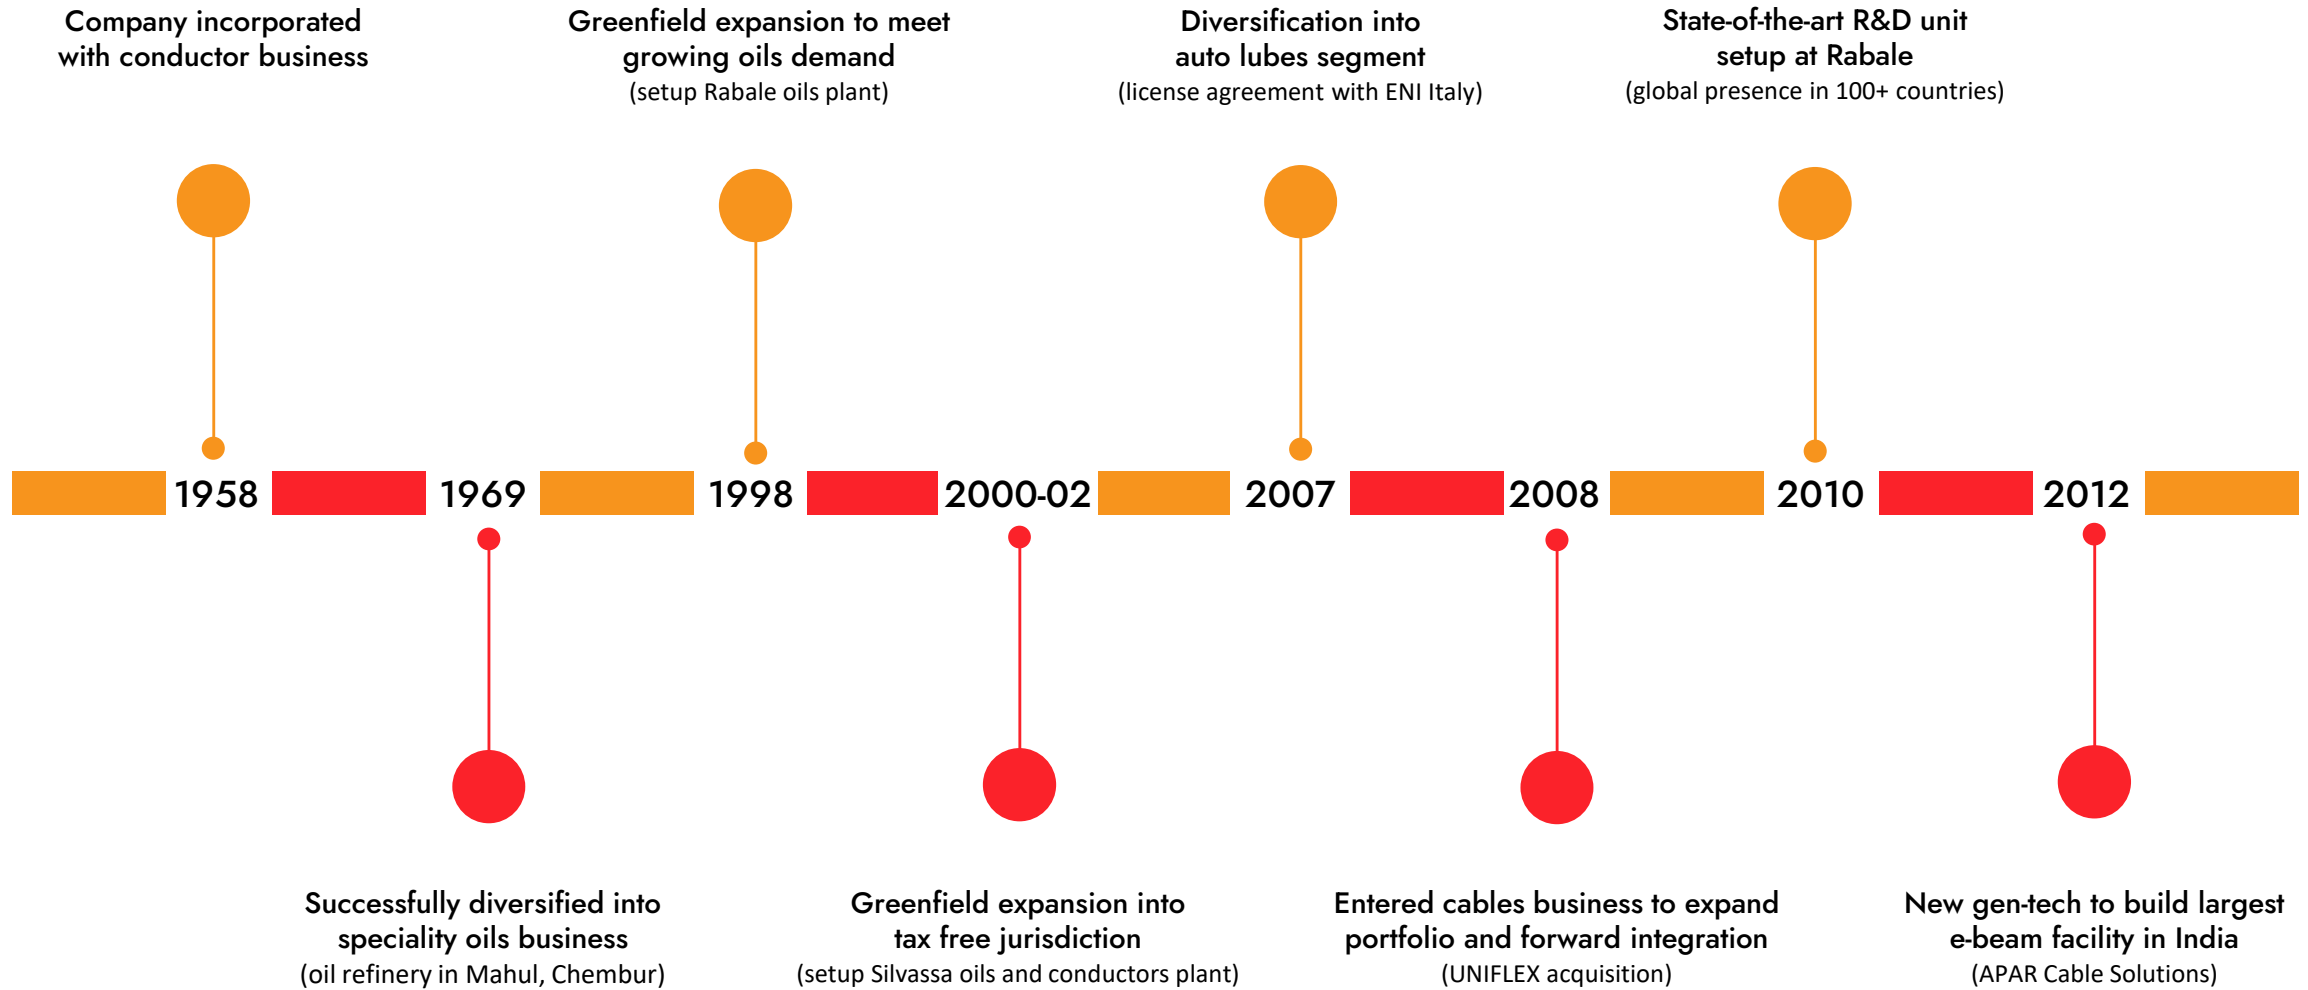 Company incorporated
with conductor business
Greenfield expansion to meet
growing oils demand
(setup Rabale oils plant)
Diversification into
auto lubes segment
(license agreement with ENI Italy)
State-of-the-art R&D unit
setup at Rabale
(global presence in 100+ countries)
1958
1969
1998
2000-02
2007
2008
2010
2012
Successfully diversified into
speciality oils business
(oil refinery in Mahul, Chembur)
Greenfield expansion into
tax free jurisdiction
(setup Silvassa oils and conductors plant)
Entered cables business to expand
portfolio and forward integration
(UNIFLEX acquisition)
New gen-tech to build largest
e-beam facility in India
(APAR Cable Solutions)